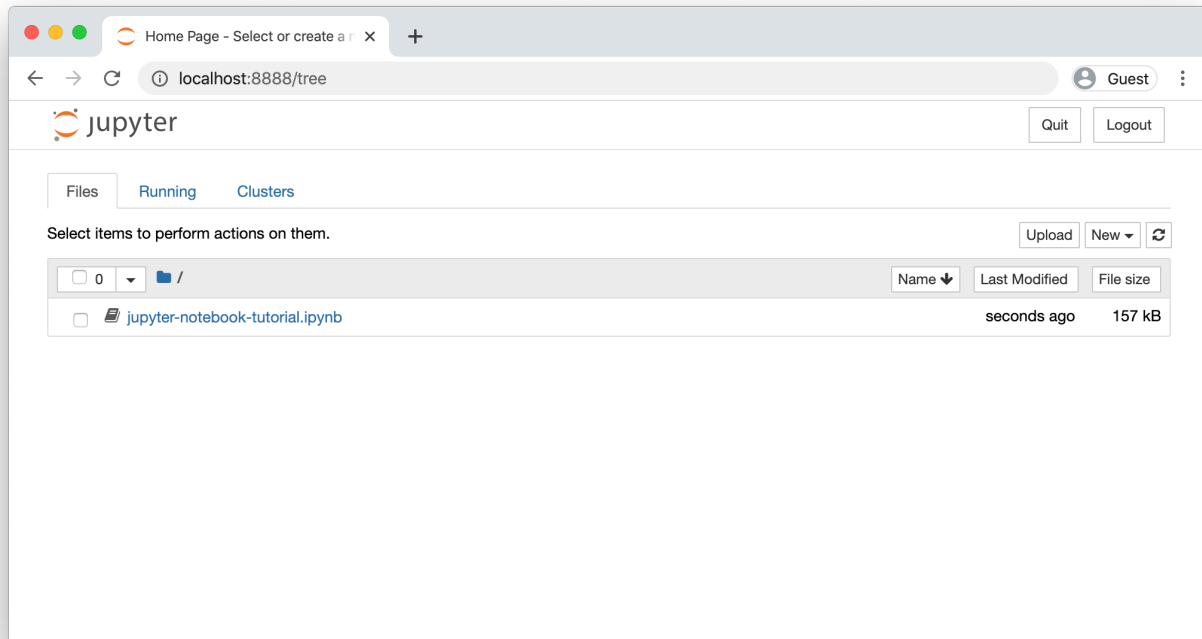 Home Page - Select or create a
localhost:8888/tree
Guest
jupyter
Quit
Logout
Files
Running
Clusters
Select items to perform actions on them.
Upload
New
0
/
Name
Last Modified
File size
jupyter-notebook-tutorial.ipynb
seconds ago
157 kB